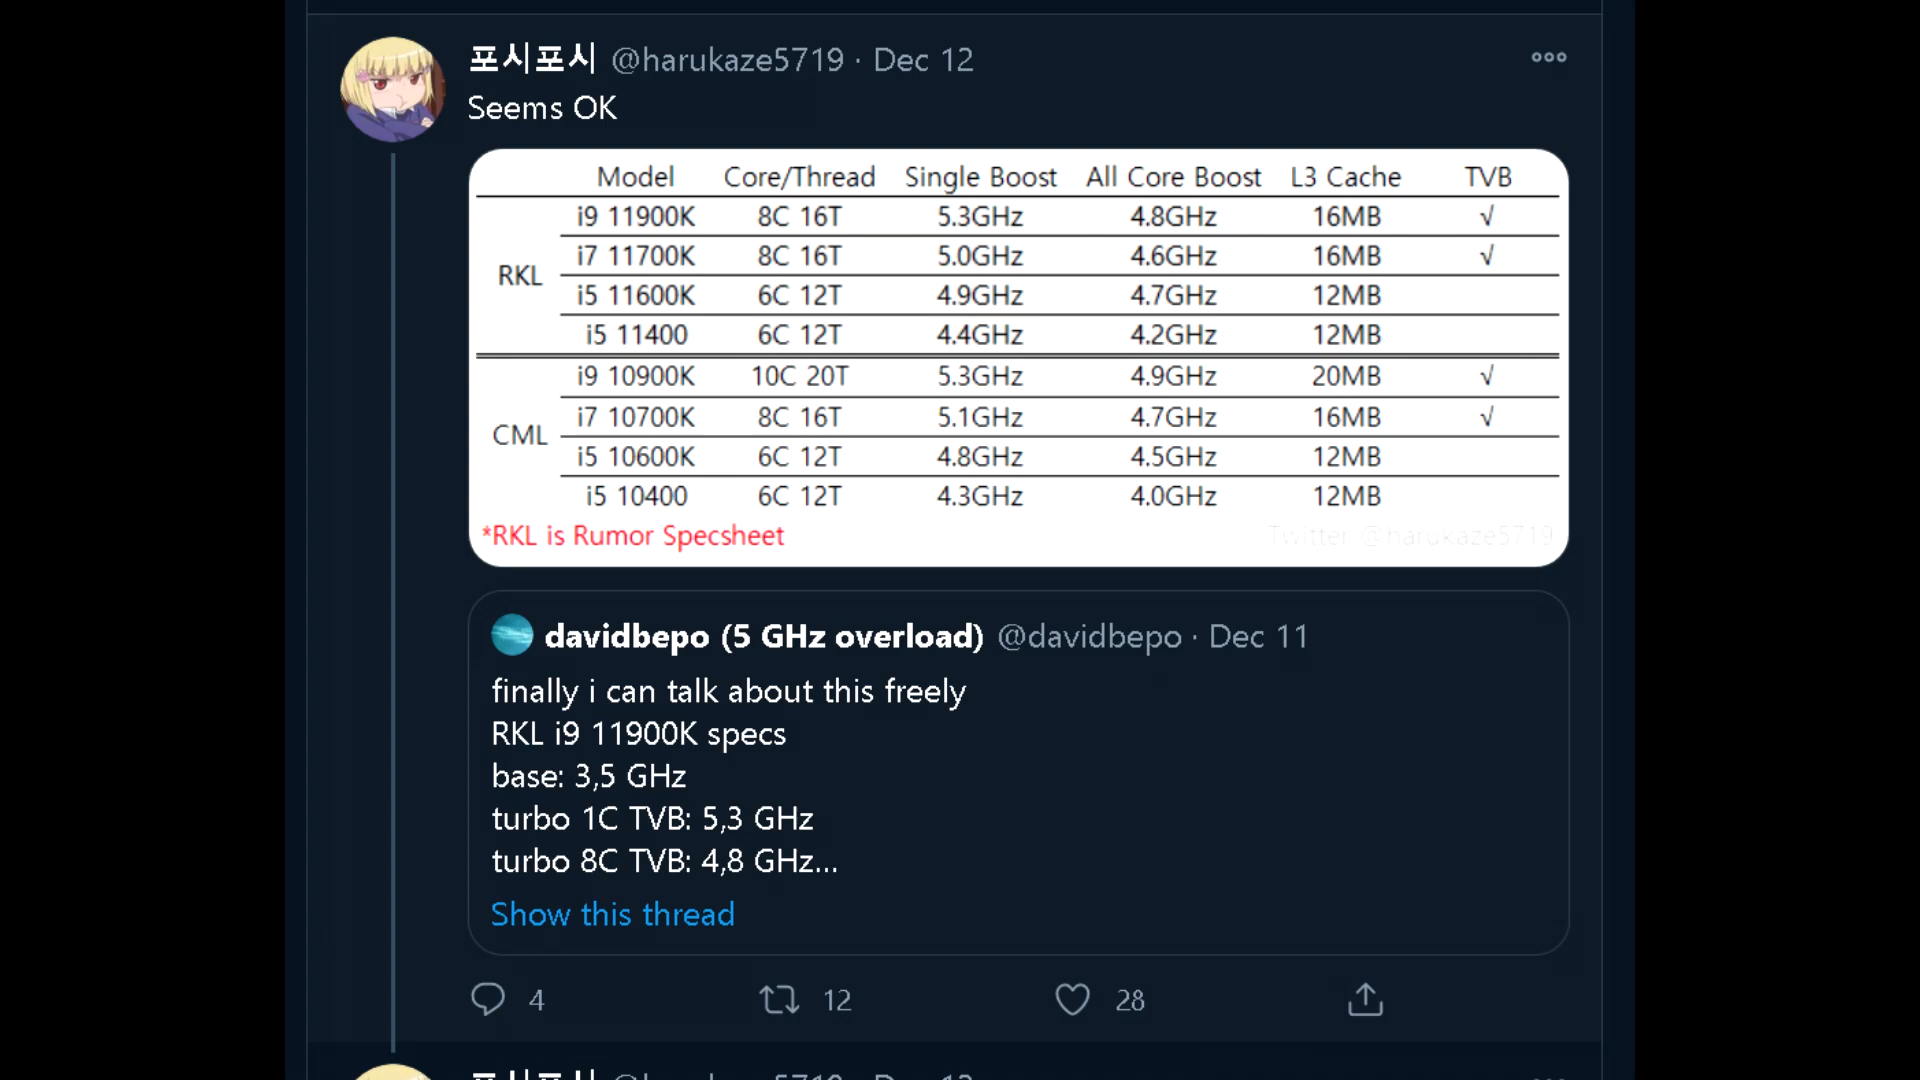 포시포시 @harukaze5719 · Dec 12
Seems OK
Model Core/Thread Single Boost All Core Boost L3 Cache TVB
RKL
i9 11900K 8C 16T 5.3GHz 4.8GHz 16MB √
i7 11700K 8C 16T 5.0GHz 4.6GHz 16MB √
i5 11600K 6C 12T 4.9GHz 4.7GHz 12MB
i5 11400 6C 12T 4.4GHz 4.2GHz 12MB
CML
i9 10900K 10C 20T 5.3GHz 4.9GHz 20MB √
i7 10700K 8C 16T 5.1GHz 4.7GHz 16MB √
i5 10600K 6C 12T 4.8GHz 4.5GHz 12MB
i5 10400 6C 12T 4.3GHz 4.0GHz 12MB
*RKL is Rumor Specsheet Twitter @harukaze5719
davidbepo (5 GHz overload) @davidbepo · Dec 11
finally i can talk about this freely
RKL i9 11900K specs
base: 3,5 GHz
turbo 1C TVB: 5,3 GHz
turbo 8C TVB: 4,8 GHz...
Show this thread
4 12 28